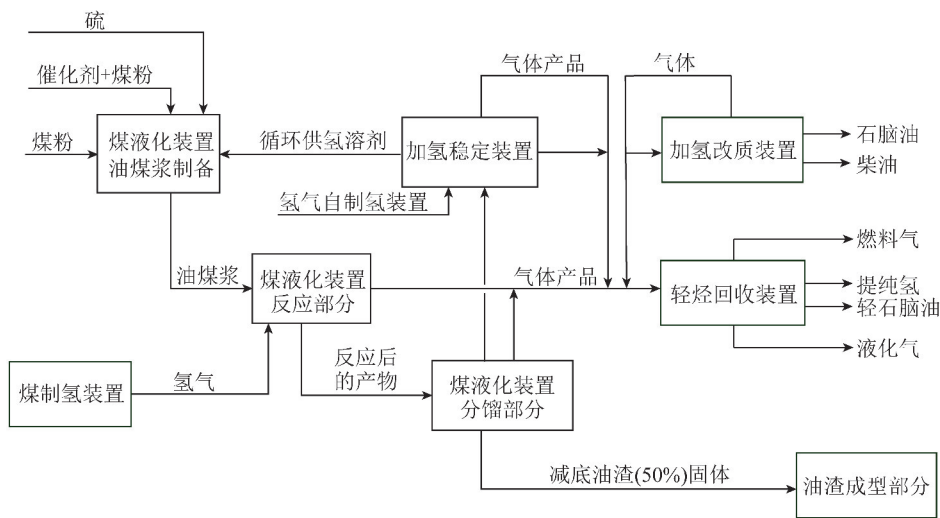 硫
催化剂+煤粉
煤粉
煤液化装置
油煤浆制备
循环供氢溶剂
气体产品
加氢稳定装置
氢气自制氢装置
气体
加氢改质装置
石脑油
柴油
油煤浆
煤液化装置
反应部分
气体产品
轻烃回收装置
燃料气
提纯氢
轻石脑油
液化气
煤制氢装置
氢气
反应后
的产物
煤液化装置
分馏部分
减底油渣(50%)固体
油渣成型部分